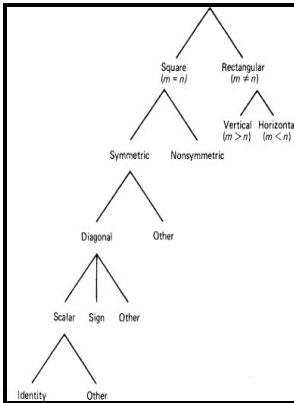 Square Rectangular
(m = n) (m ≠ n)
Vertical Horizonta
(m > n) (m < n)
Symmetric Nonsymmetric
Diagonal Other
Scalar Sign Other
Identity Other